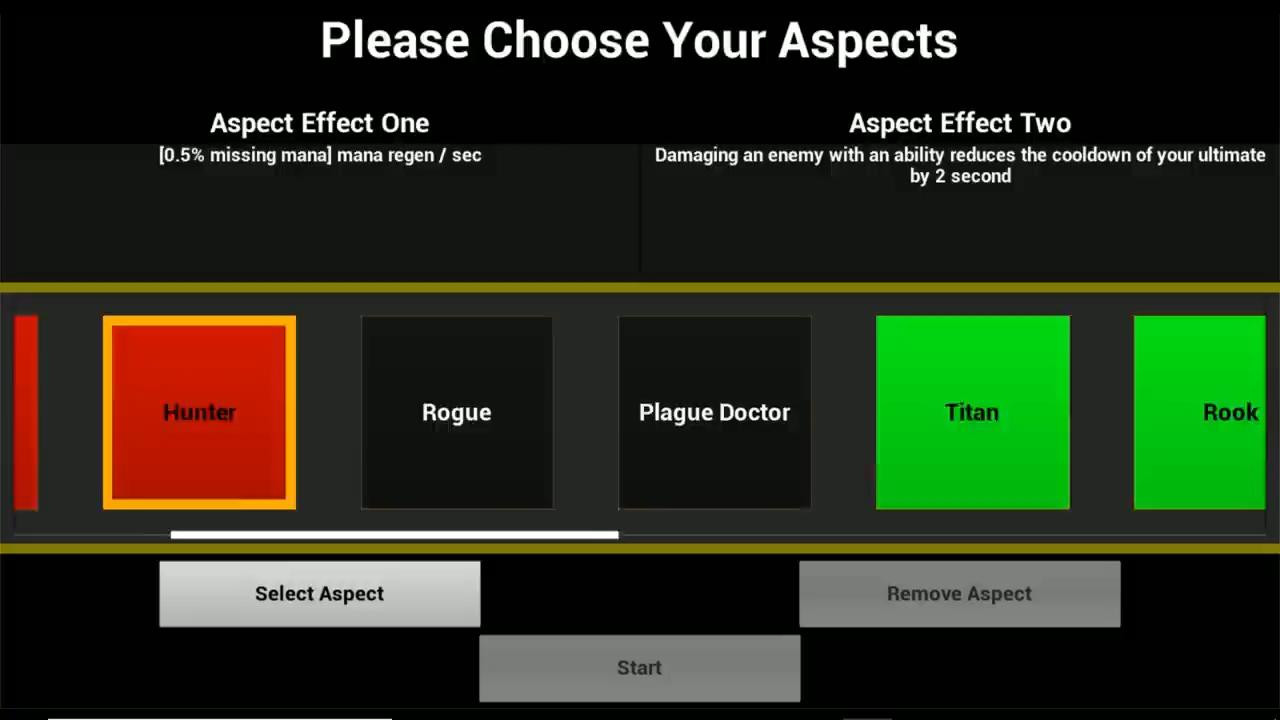 Please Choose Your Aspects
Aspect Effect One
[0.5% missing mana] mana regen / sec
Aspect Effect Two
Damaging an enemy with an ability reduces the cooldown of your ultimate
by 2 second
Hunter
Rogue
Plague Doctor
Titan
Rook
Select Aspect
Remove Aspect
Start